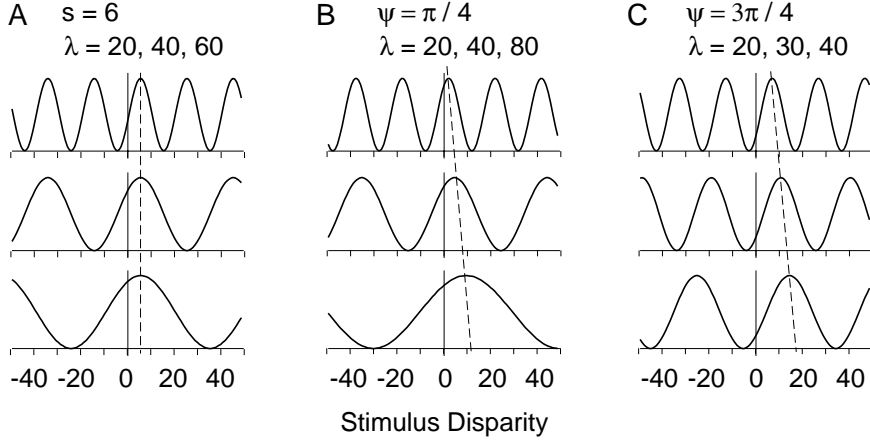 A s = 6
λ = 20, 40, 60
B ψ = π / 4
λ = 20, 40, 80
C ψ = 3π / 4
λ = 20, 30, 40
-40 -20 0 20 40
-40 -20 0 20 40
-40 -20 0 20 40
Stimulus Disparity